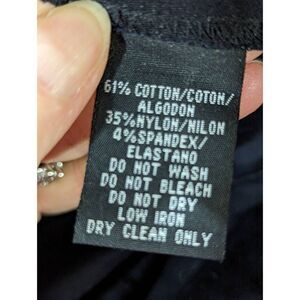 61% COTTON/COTON/
ALGODON
35%NYLON/NILON
4%SPANDEX/
ELASTANO
DO NOT WASH
DO NOT BLEACH
DO NOT DRY
LOW IRON
DRY CLEAN ONLY